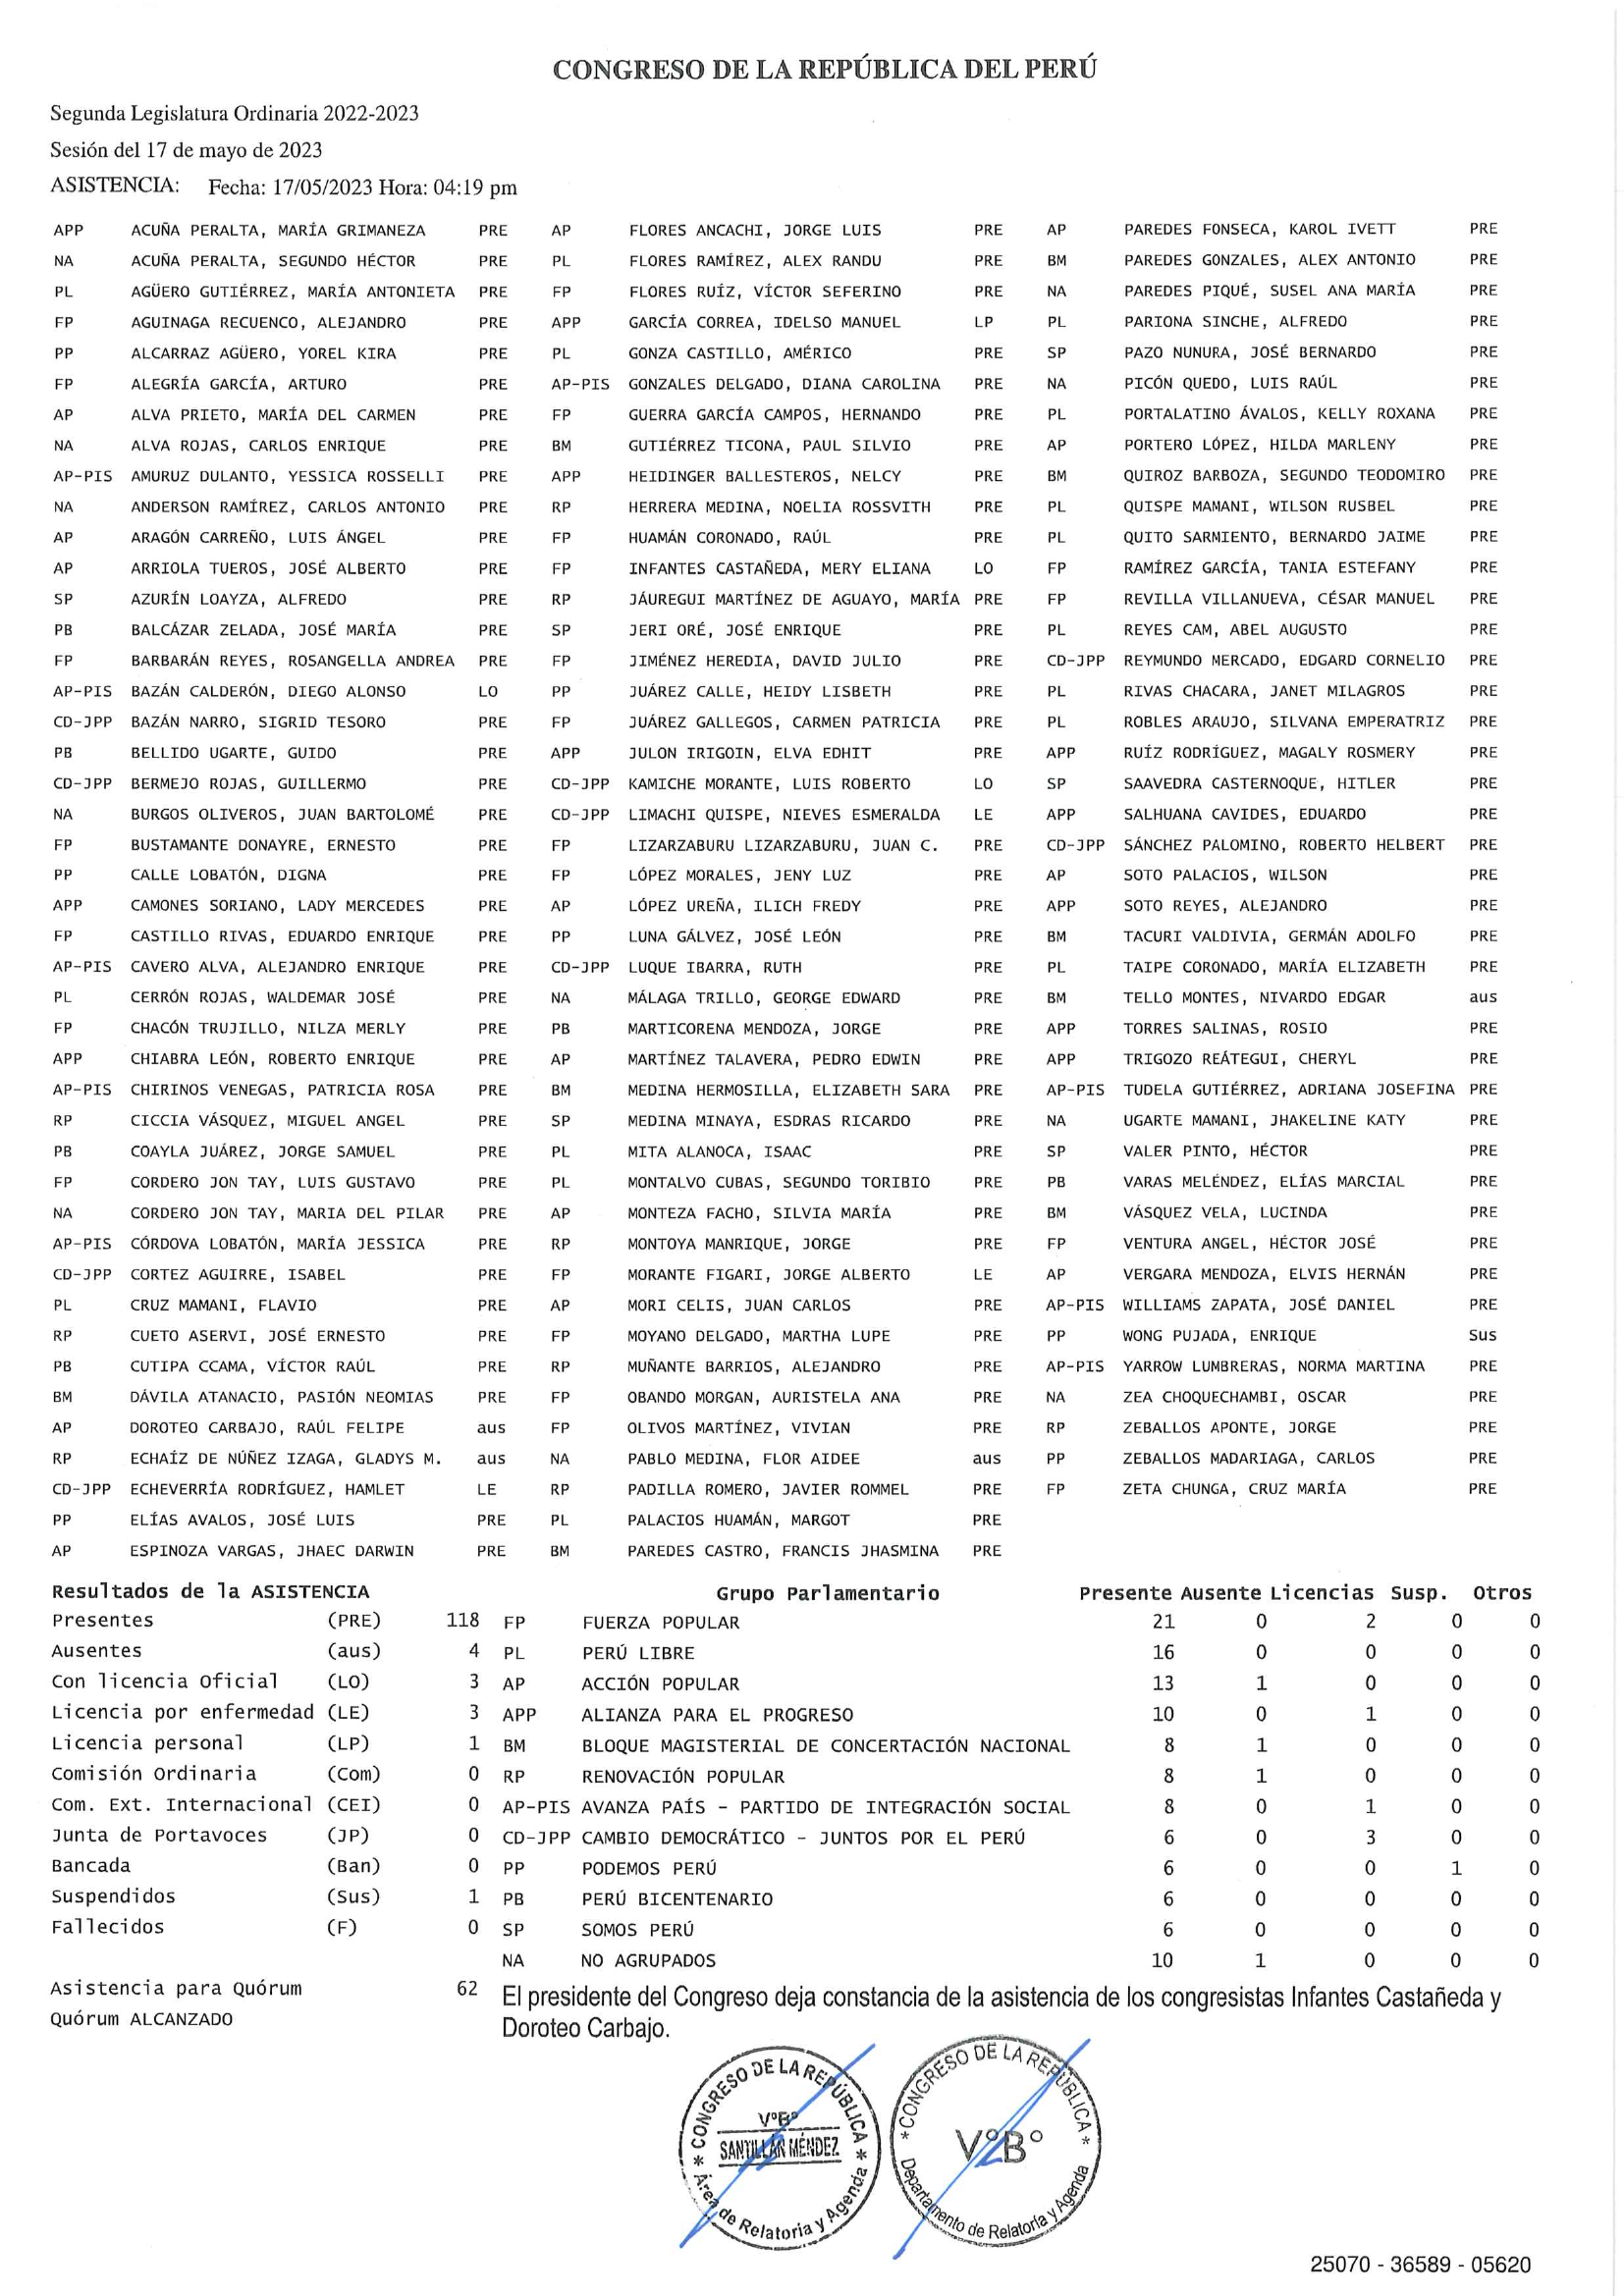 CONGRESO DE LA REPÚBLICA DEL PERÚ
Segunda Legislatura Ordinaria 2022-2023
Sesión del 17 de mayo de 2023
ASISTENCIA: Fecha: 17/05/2023 Hora: 04:19 pm
APP ACUÑA PERALTA, MARÍA GRIMANEZA PRE AP FLORES ANCACHI, JORGE LUIS PRE AP PAREDES FONSECA, KAROL IVETT PRE
NA ACUÑA PERALTA, SEGUNDO HÉCTOR PRE PL FLORES RAMÍREZ, ALEX RANDU PRE BM PAREDES GONZALES, ALEX ANTONIO PRE
PL AGÜERO GUTIÉRREZ, MARÍA ANTONIETA PRE FP FLORES RUÍZ, VÍCTOR SEFERINO PRE NA PAREDES PIQUÉ, SUSEL ANA MARÍA PRE
FP AGUINAGA RECUENCO, ALEJANDRO PRE APP GARCÍA CORREA, IDELSO MANUEL LP PL PARIONA SINCHE, ALFREDO PRE
PP ALCARRAZ AGÜERO, YOREL KIRA PRE PL GONZA CASTILLO, AMÉRICO PRE SP PAZO NUNURA, JOSÉ BERNARDO PRE
FP ALEGRÍA GARCÍA, ARTURO PRE AP-PIS GONZALES DELGADO, DIANA CAROLINA PRE NA PICÓN QUEDO, LUIS RAÚL PRE
AP ALVA PRIETO, MARÍA DEL CARMEN PRE FP GUERRA GARCÍA CAMPOS, HERNANDO PRE PL PORTALATINO ÁVALOS, KELLY ROXANA PRE
NA ALVA ROJAS, CARLOS ENRIQUE PRE BM GUTIÉRREZ TICONA, PAUL SILVIO PRE AP PORTERO LÓPEZ, HILDA MARLENY PRE
AP-PIS AMURUZ DULANTO, YESSICA ROSSELLI PRE APP HEIDINGER BALLESTEROS, NELCY PRE BM QUIROZ BARBOZA, SEGUNDO TEODOMIRO PRE
NA ANDERSON RAMÍREZ, CARLOS ANTONIO PRE RP HERRERA MEDINA, NOELIA ROSSVITH PRE PL QUISPE MAMANI, WILSON RUSBEL PRE
AP ARAGÓN CARREÑO, LUIS ÁNGEL PRE FP HUAMÁN CORONADO, RAÚL PRE PL QUITO SARMIENTO, BERNARDO JAIME PRE
AP ARRIOLA TUEROS, JOSÉ ALBERTO PRE FP INFANTES CASTAÑEDA, MERY ELIANA LO FP RAMÍREZ GARCÍA, TANIA ESTEFANY PRE
SP AZURÍN LOAYZA, ALFREDO PRE RP JÁUREGUI MARTÍNEZ DE AGUAYO, MARÍA PRE FP REVILLA VILLANUEVA, CÉSAR MANUEL PRE
PB BALCÁZAR ZELADA, JOSÉ MARÍA PRE SP JERI ORÉ, JOSÉ ENRIQUE PRE PL REYES CAM, ABEL AUGUSTO PRE
FP BARBARÁN REYES, ROSANGELLA ANDREA PRE FP JIMÉNEZ HEREDIA, DAVID JULIO PRE CD-JPP REYMUNDO MERCADO, EDGARD CORNELIO PRE
AP-PIS BAZÁN CALDERÓN, DIEGO ALONSO LO PP JUÁREZ CALLE, HEIDY LISBETH PRE PL RIVAS CHACARA, JANET MILAGROS PRE
CD-JPP BAZÁN NARRO, SIGRID TESORO PRE FP JUÁREZ GALLEGOS, CARMEN PATRICIA PRE PL ROBLES ARAUJO, SILVANA EMPERATRIZ PRE
PB BELLIDO UGARTE, GUIDO PRE APP JULON IRIGOIN, ELVA EDHIT PRE APP RUÍZ RODRÍGUEZ, MAGALY ROSMERY PRE
CD-JPP BERMEJO ROJAS, GUILLERMO PRE CD-JPP KAMICHE MORANTE, LUIS ROBERTO LO SP SAAVEDRA CASTERNOQUE, HITLER PRE
NA BURGOS OLIVEROS, JUAN BARTOLOMÉ PRE CD-JPP LIMACHI QUISPE, NIEVES ESMERALDA LE APP SALHUANA CAVIDES, EDUARDO PRE
FP BUSTAMANTE DONAYRE, ERNESTO PRE FP LIZARZABURU LIZARZABURU, JUAN C. PRE CD-JPP SÁNCHEZ PALOMINO, ROBERTO HELBERT PRE
PP CALLE LOBATÓN, DIGNA PRE FP LÓPEZ MORALES, JENY LUZ PRE AP SOTO PALACIOS, WILSON PRE
APP CAMONES SORIANO, LADY MERCEDES PRE AP LÓPEZ UREÑA, ILICH FREDY PRE APP SOTO REYES, ALEJANDRO PRE
FP CASTILLO RIVAS, EDUARDO ENRIQUE PRE PP LUNA GÁLVEZ, JOSÉ LEÓN PRE BM TACURI VALDIVIA, GERMÁN ADOLFO PRE
AP-PIS CAVERO ALVA, ALEJANDRO ENRIQUE PRE CD-JPP LUQUE IBARRA, RUTH PRE PL TAIPE CORONADO, MARÍA ELIZABETH PRE
PL CERRÓN ROJAS, WALDEMAR JOSÉ PRE NA MÁLAGA TRILLO, GEORGE EDWARD PRE BM TELLO MONTES, NIVARDO EDGAR aus
FP CHACÓN TRUJILLO, NILZA MERLY PRE PB MARTICORENA MENDOZA, JORGE PRE APP TORRES SALINAS, ROSIO PRE
APP CHIABRA LEÓN, ROBERTO ENRIQUE PRE AP MARTÍNEZ TALAVERA, PEDRO EDWIN PRE APP TRIGOZO REÁTEGUI, CHERYL PRE
AP-PIS CHIRINOS VENEGAS, PATRICIA ROSA PRE BM MEDINA HERMOSILLA, ELIZABETH SARA PRE AP-PIS TUDELA GUTIÉRREZ, ADRIANA JOSEFINA PRE
RP CICCIA VÁSQUEZ, MIGUEL ANGEL PRE SP MEDINA MINAYA, ESDRAS RICARDO PRE NA UGARTE MAMANI, JHAKELINE KATY PRE
PB COAYLA JUÁREZ, JORGE SAMUEL PRE PL MITA ALANOCA, ISAAC PRE SP VALER PINTO, HÉCTOR PRE
FP CORDERO JON TAY, LUIS GUSTAVO PRE PL MONTALVO CUBAS, SEGUNDO TORIBIO PRE PB VARAS MELÉNDEZ, ELÍAS MARCIAL PRE
NA CORDERO JON TAY, MARIA DEL PILAR PRE AP MONTEZA FACHO, SILVIA MARÍA PRE BM VÁSQUEZ VELA, LUCINDA PRE
AP-PIS CÓRDOVA LOBATÓN, MARÍA JESSICA PRE RP MONTOYA MANRIQUE, JORGE PRE FP VENTURA ANGEL, HÉCTOR JOSÉ PRE
CD-JPP CORTEZ AGUIRRE, ISABEL PRE FP MORANTE FIGARI, JORGE ALBERTO LE AP VERGARA MENDOZA, ELVIS HERNÁN PRE
PL CRUZ MAMANI, FLAVIO PRE AP MORI CELIS, JUAN CARLOS PRE AP-PIS WILLIAMS ZAPATA, JOSÉ DANIEL PRE
RP CUETO ASERVI, JOSÉ ERNESTO PRE FP MOYANO DELGADO, MARTHA LUPE PRE PP WONG PUJADA, ENRIQUE Sus
PB CUTIPA CCAMA, VÍCTOR RAÚL PRE RP MUÑANTE BARRIOS, ALEJANDRO PRE AP-PIS YARROW LUMBRERAS, NORMA MARTINA PRE
BM DÁVILA ATANACIO, PASIÓN NEOMIAS PRE FP OBANDO MORGAN, AURISTELA ANA PRE NA ZEA CHOQUECHAMBI, OSCAR PRE
AP DOROTEO CARBAJO, RAÚL FELIPE aus FP OLIVOS MARTÍNEZ, VIVIAN PRE RP ZEBALLOS APONTE, JORGE PRE
RP ECHAÍZ DE NÚÑEZ IZAGA, GLADYS M. aus NA PABLO MEDINA, FLOR AIDEE aus PP ZEBALLOS MADARIAGA, CARLOS PRE
CD-JPP ECHEVERRÍA RODRÍGUEZ, HAMLET LE RP PADILLA ROMERO, JAVIER ROMMEL PRE FP ZETA CHUNGA, CRUZ MARÍA PRE
PP ELÍAS AVALOS, JOSÉ LUIS PRE PL PALACIOS HUAMÁN, MARGOT PRE
AP ESPINOZA VARGAS, JHAEC DARWIN PRE BM PAREDES CASTRO, FRANCIS JHASMINA PRE
Resultados de la ASISTENCIA Grupo Parlamentario Presente Ausente Licencias Susp. Otros
Presentes (PRE) 118 FP FUERZA POPULAR 21 0 2 0 0
Ausentes (aus) 4 PL PERÚ LIBRE 16 0 0 0 0
Con licencia Oficial (LO) 3 AP ACCIÓN POPULAR 13 1 0 0 0
Licencia por enfermedad (LE) 3 APP ALIANZA PARA EL PROGRESO 10 0 1 0 0
Licencia personal (LP) 1 BM BLOQUE MAGISTERIAL DE CONCERTACIÓN NACIONAL 8 1 0 0 0
Comisión Ordinaria (Com) 0 RP RENOVACIÓN POPULAR 8 1 0 0 0
Com. Ext. Internacional (CEI) 0 AP-PIS AVANZA PAÍS - PARTIDO DE INTEGRACIÓN SOCIAL 8 0 1 0 0
Junta de Portavoces (JP) 0 CD-JPP CAMBIO DEMOCRÁTICO - JUNTOS POR EL PERÚ 6 0 3 0 0
Bancada (Ban) 0 PP PODEMOS PERÚ 6 0 0 1 0
Suspendidos (Sus) 1 PB PERÚ BICENTENARIO 6 0 0 0 0
Fallecidos (F) 0 SP SOMOS PERÚ 6 0 0 0 0
NA NO AGRUPADOS 10 1 0 0 0
Asistencia para Quórum 62
Quórum ALCANZADO
El presidente del Congreso deja constancia de la asistencia de los congresistas Infantes Castañeda y
Doroteo Carbajo.
* CONGRESO DE LA REPÚBLICA *
V°B°
SANTILLÁN MÉNDEZ
Área de Relatoría y Agenda
* CONGRESO DE LA REPÚBLICA *
V°B°
Departamento de Relatoría y Agenda
25070 - 36589 - 05620